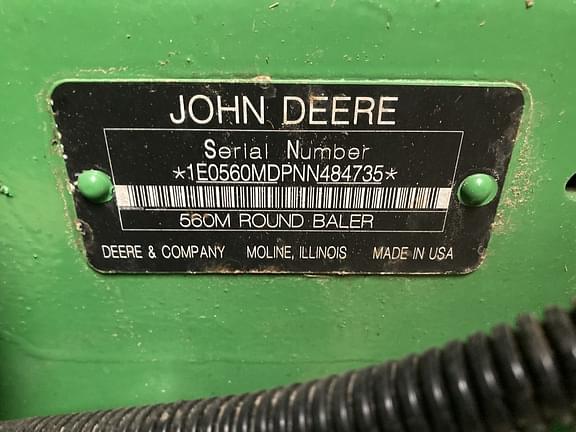 JOHN DEERE
Serial Number
*1E0560MDPNN484735*
560M ROUND BALER
DEERE & COMPANY MOLINE, ILLINOIS MADE IN USA